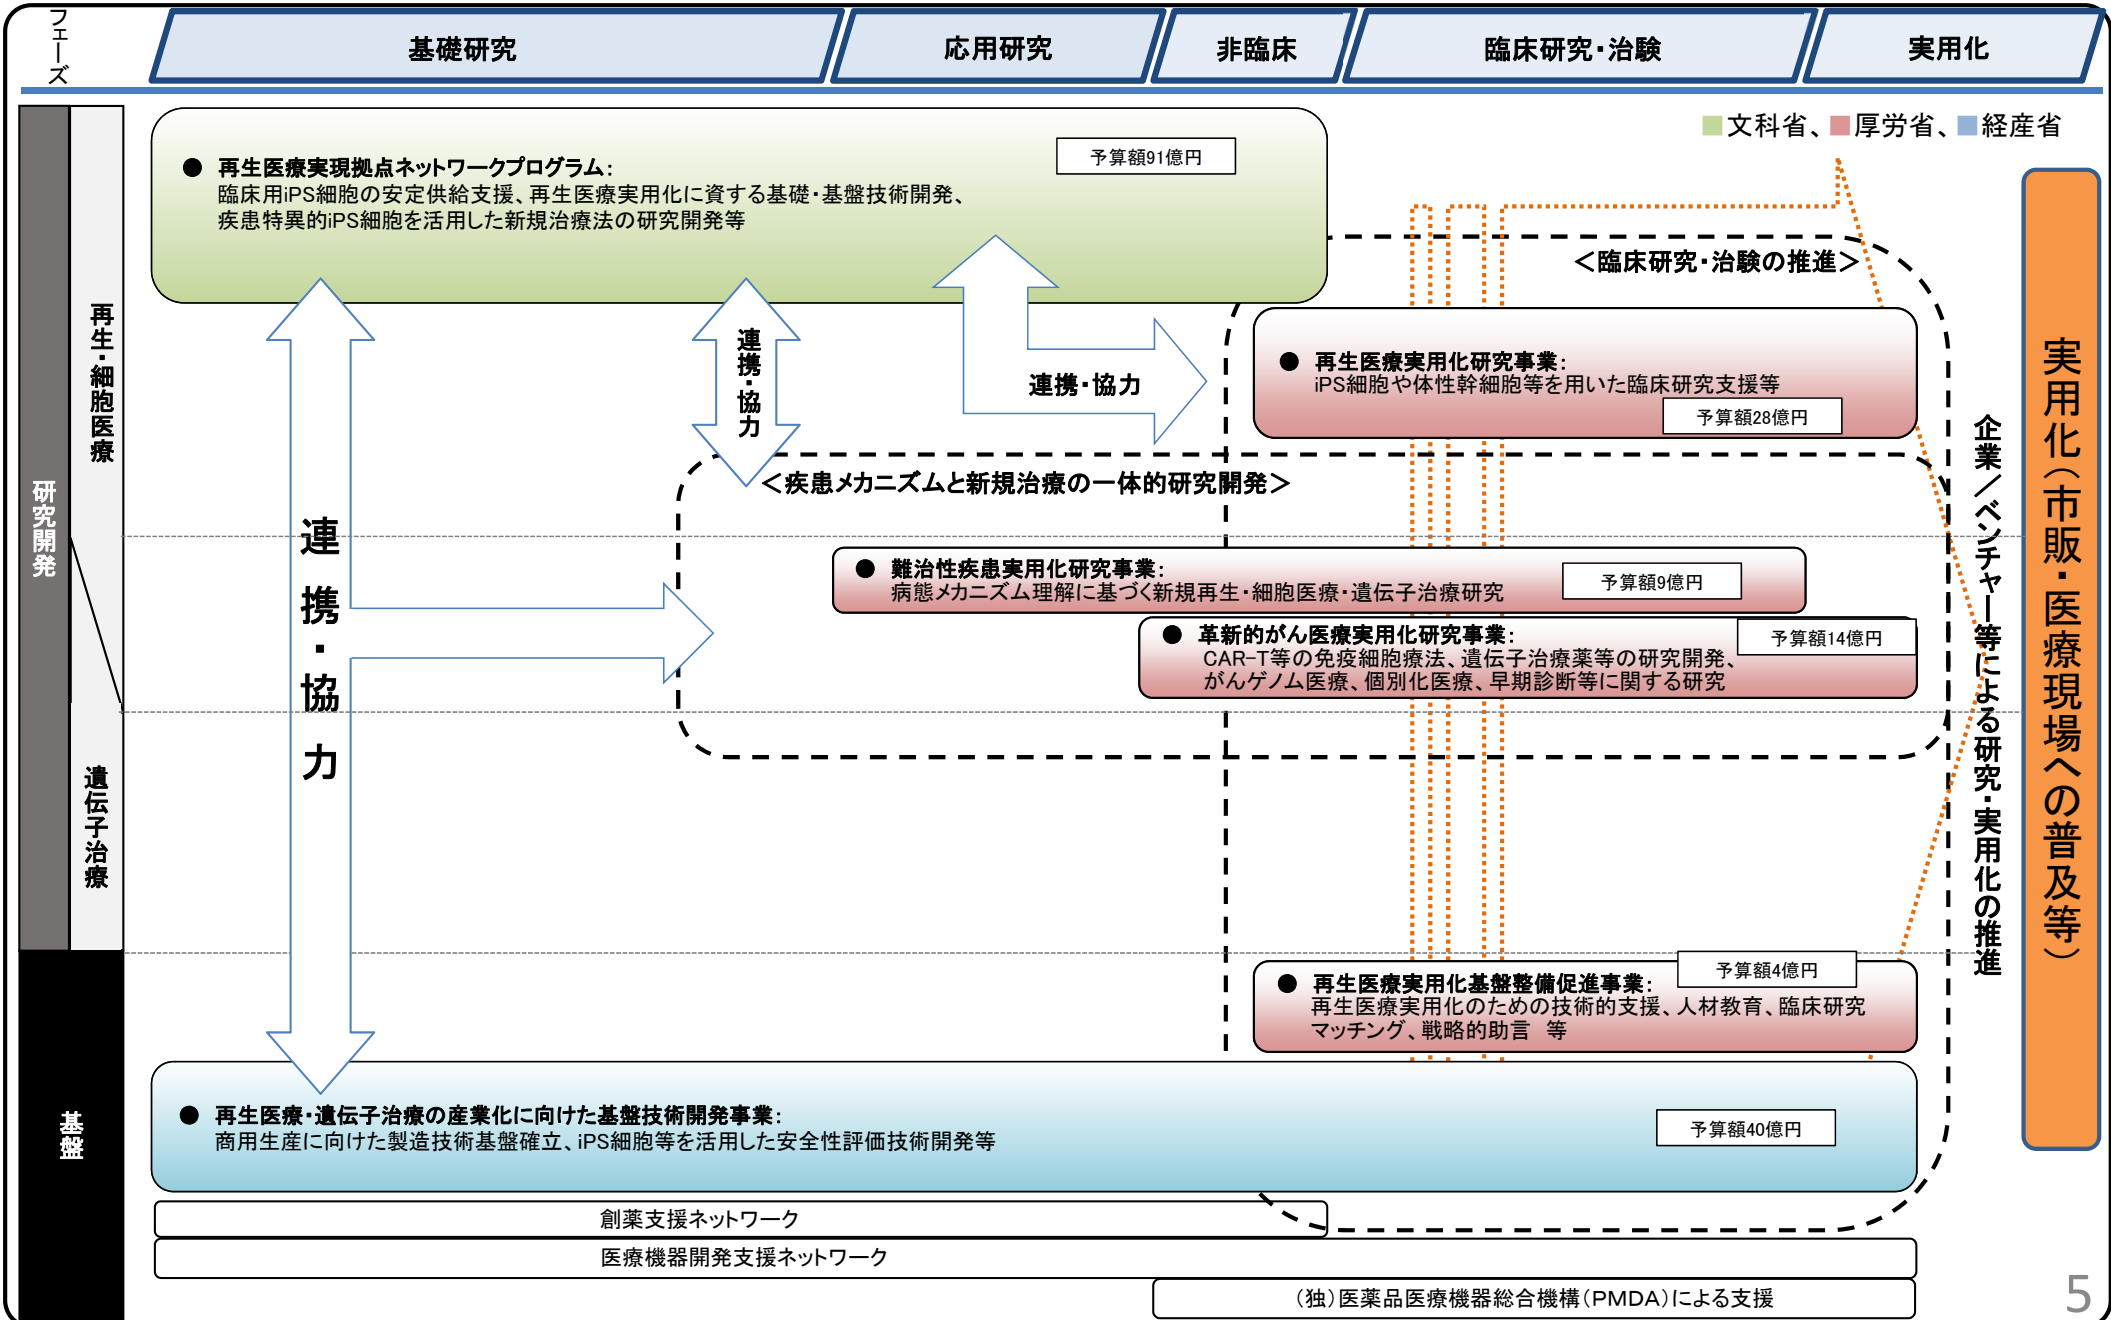 フェーズ
基礎研究
応用研究
非臨床
臨床研究・治験
実用化
■文科省、■厚労省、■経産省
研究開発
再生・細胞医療
遺伝子治療
基盤
● 再生医療実現拠点ネットワークプログラム:
予算額91億円
臨床用iPS細胞の安定供給支援、再生医療実用化に資する基礎・基盤技術開発、
疾患特異的iPS細胞を活用した新規治療法の研究開発等
＜臨床研究・治験の推進＞
連携・協力
連携・協力
● 再生医療実用化研究事業:
iPS細胞や体性幹細胞等を用いた臨床研究支援等
予算額28億円
＜疾患メカニズムと新規治療の一体的研究開発＞
連携・協力
● 難治性疾患実用化研究事業:
病態メカニズム理解に基づく新規再生・細胞医療・遺伝子治療研究
予算額9億円
● 革新的がん医療実用化研究事業:
予算額14億円
CAR-T等の免疫細胞療法、遺伝子治療薬等の研究開発、
がんゲノム医療、個別化医療、早期診断等に関する研究
企業／ベンチャー等による研究・実用化の推進
実用化（市販・医療現場への普及等）
予算額4億円
● 再生医療実用化基盤整備促進事業:
再生医療実用化のための技術的支援、人材教育、臨床研究
マッチング、戦略的助言 等
● 再生医療・遺伝子治療の産業化に向けた基盤技術開発事業:
商用生産に向けた製造技術基盤確立、iPS細胞等を活用した安全性評価技術開発等
予算額40億円
創薬支援ネットワーク
医療機器開発支援ネットワーク
（独）医薬品医療機器総合機構（PMDA）による支援
5